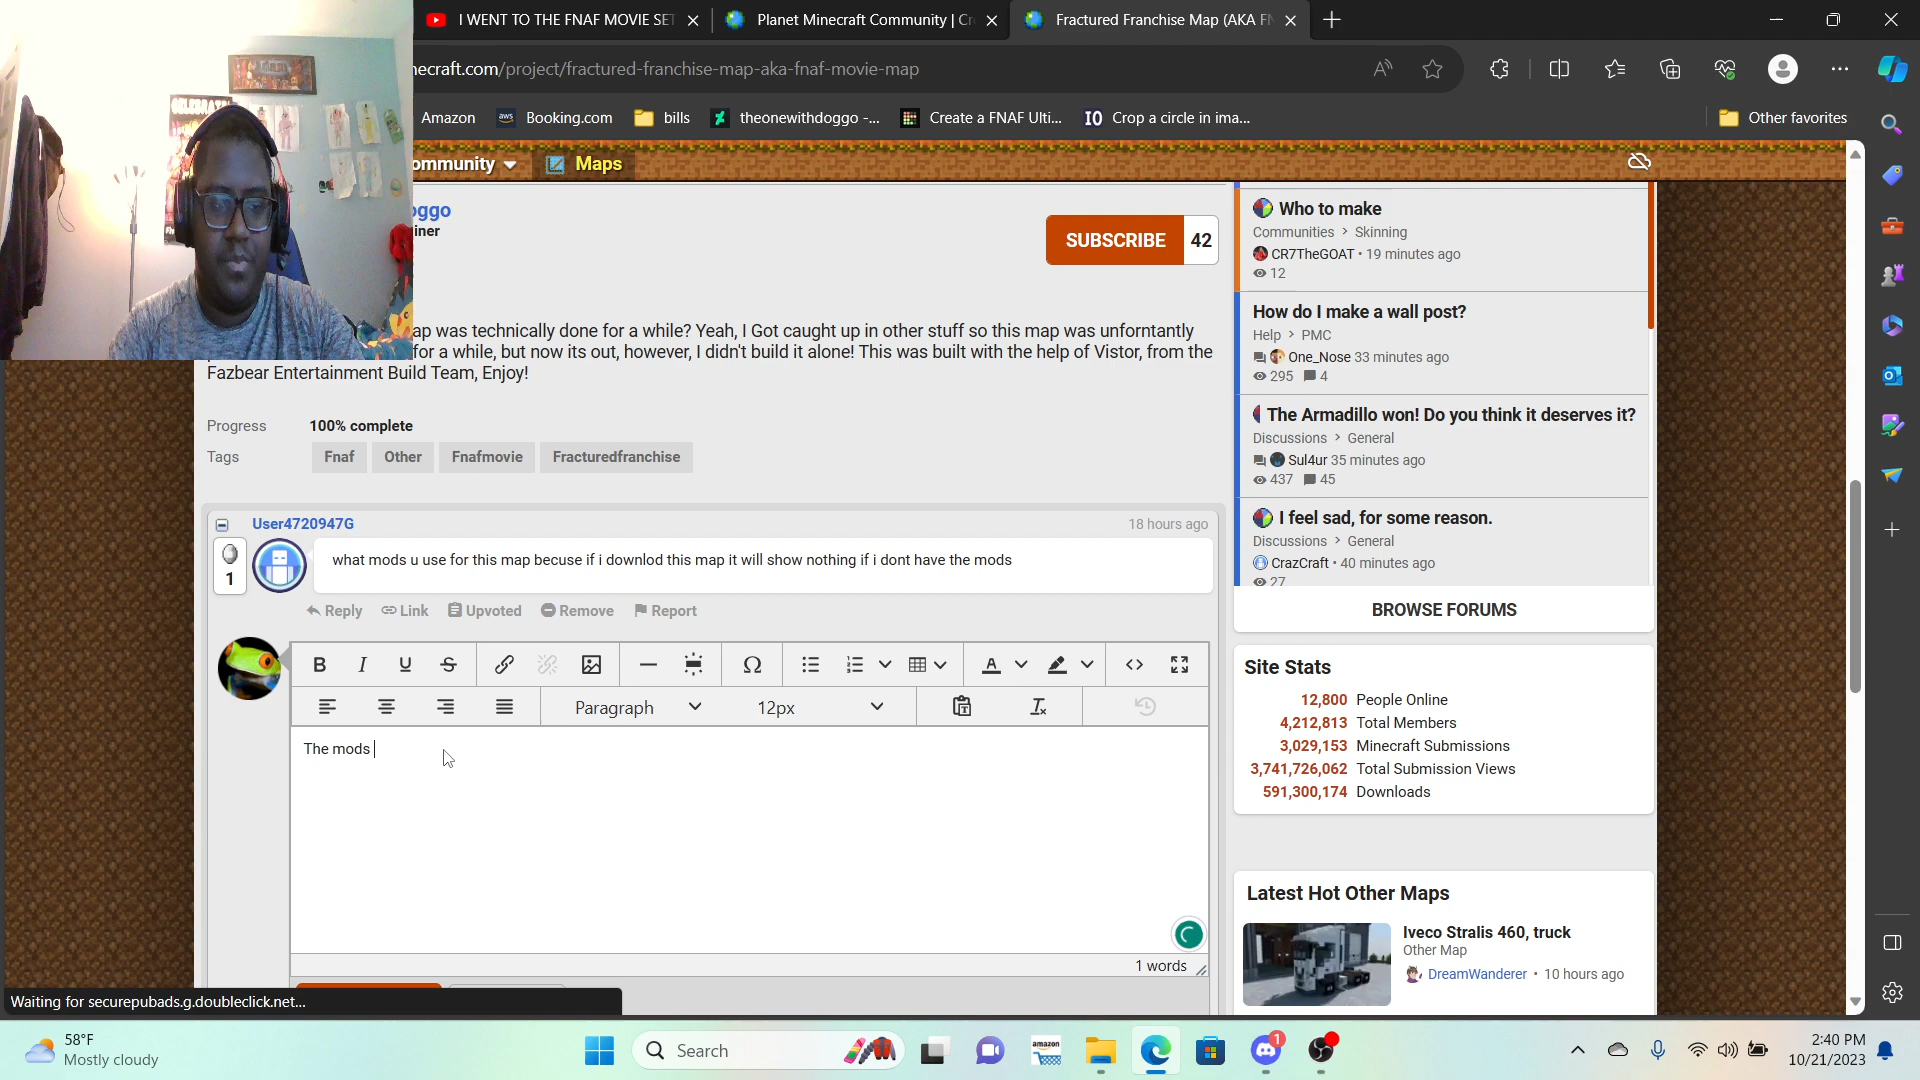 I WENT TO THE FNAF MOVIE SET
Planet Minecraft Community | Cr
Fractured Franchise Map (AKA FN
necraft.com/project/fractured-franchise-map-aka-fnaf-movie-map
Amazon
aws
Booking.com
bills
theonewithdoggo -...
Create a FNAF Ulti...
IO
Crop a circle in ima...
Other favorites
ommunity
Maps
oggo
iner
SUBSCRIBE
42
ap was technically done for a while? Yeah, I Got caught up in other stuff so this map was unforntantly
for a while, but now its out, however, I didn't build it alone! This was built with the help of Vistor, from the
Fazbear Entertainment Build Team, Enjoy!
Progress
100% complete
Tags
Fnaf
Other
Fnafmovie
Fracturedfranchise
User4720947G
18 hours ago
1
what mods u use for this map becuse if i downlod this map it will show nothing if i dont have the mods
Reply
Link
Upvoted
Remove
Report
B
I
U
S
Ω
A
Paragraph
12px
The mods
1 words
Who to make
Communities > Skinning
CR7TheGOAT • 19 minutes ago
12
How do I make a wall post?
Help > PMC
One_Nose 33 minutes ago
295
4
The Armadillo won! Do you think it deserves it?
Discussions > General
Sul4ur 35 minutes ago
437
45
I feel sad, for some reason.
Discussions > General
CrazCraft • 40 minutes ago
27
BROWSE FORUMS
Site Stats
12,800 People Online
4,212,813 Total Members
3,029,153 Minecraft Submissions
3,741,726,062 Total Submission Views
591,300,174 Downloads
Latest Hot Other Maps
Iveco Stralis 460, truck
Other Map
DreamWanderer • 10 hours ago
Waiting for securepubads.g.doubleclick.net...
58°F
Mostly cloudy
Search
amazon
1
2:40 PM
10/21/2023